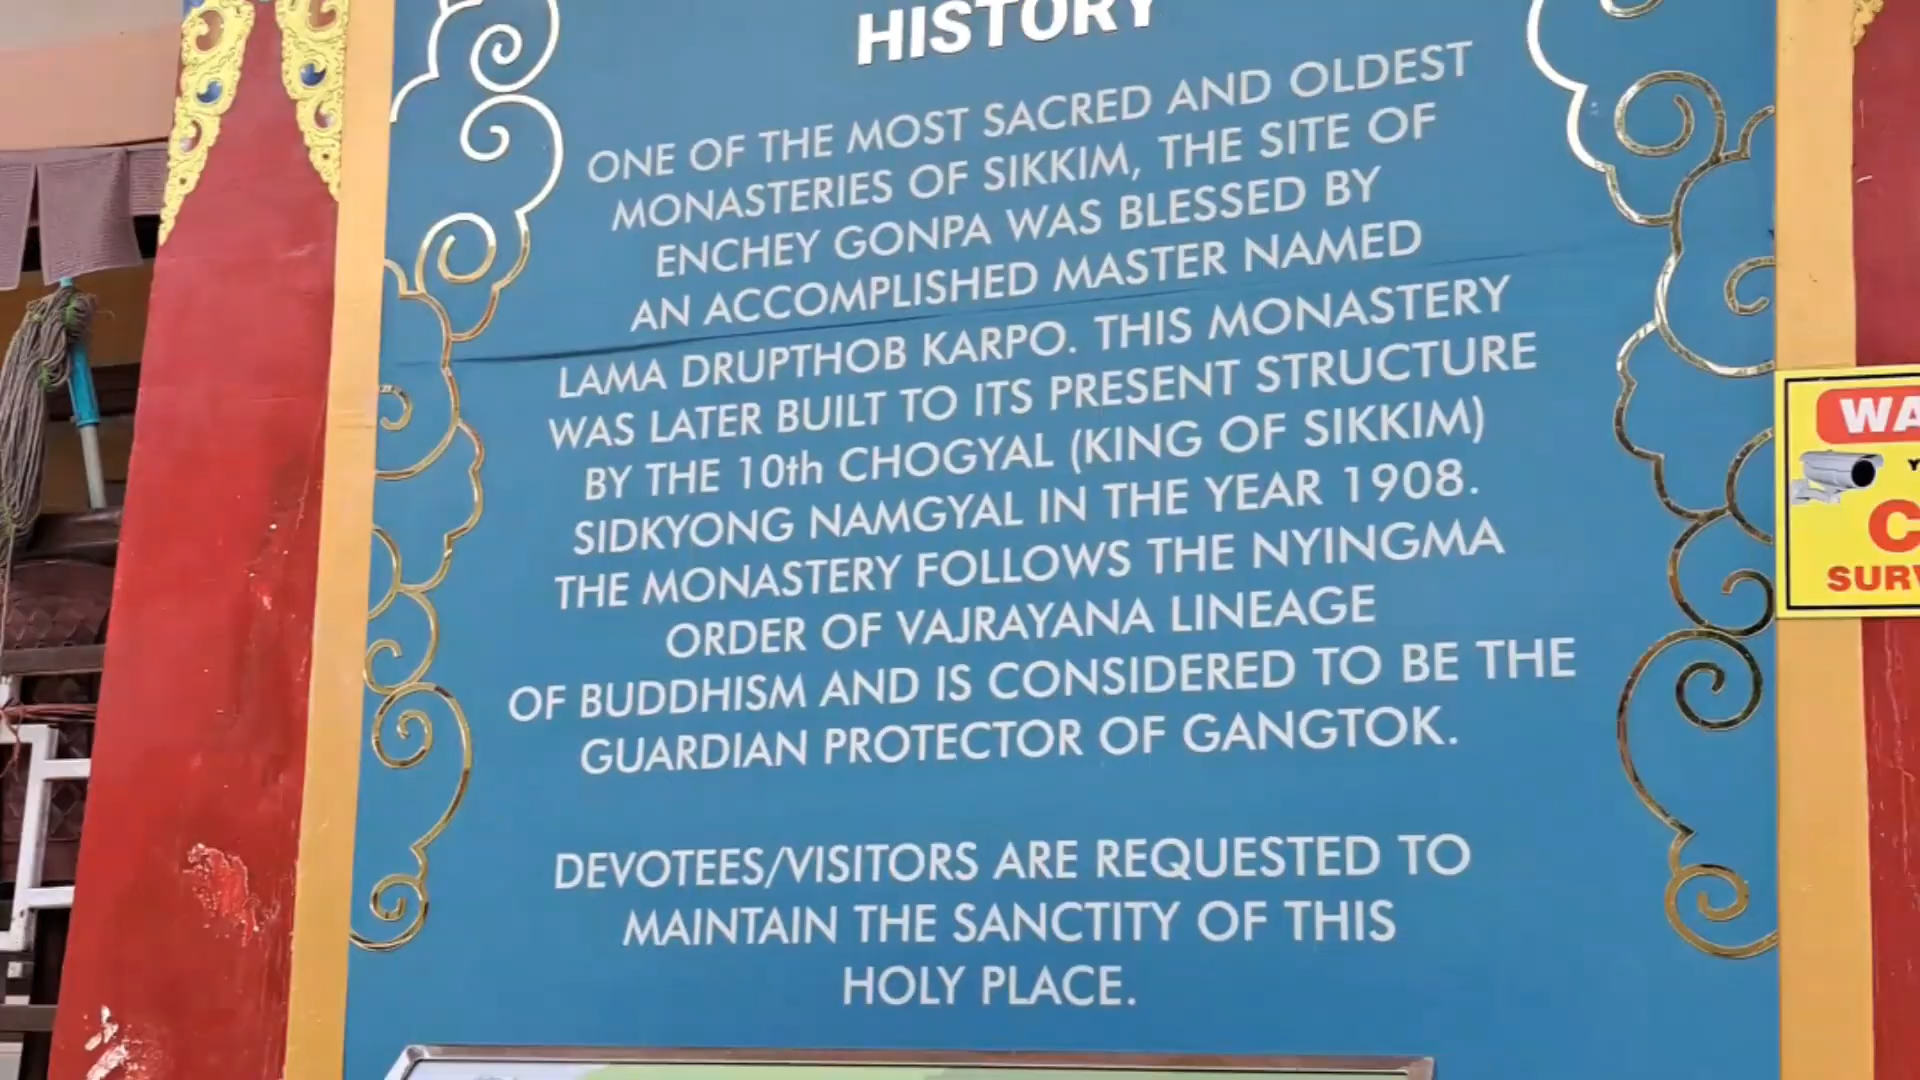 HISTORY
ONE OF THE MOST SACRED AND OLDEST
MONASTERIES OF SIKKIM, THE SITE OF
ENCHEY GONPA WAS BLESSED BY
AN ACCOMPLISHED MASTER NAMED
LAMA DRUPTHOB KARPO. THIS MONASTERY
WAS LATER BUILT TO ITS PRESENT STRUCTURE
BY THE 10th CHOGYAL (KING OF SIKKIM)
SIDKYONG NAMGYAL IN THE YEAR 1908.
THE MONASTERY FOLLOWS THE NYINGMA
ORDER OF VAJRAYANA LINEAGE
OF BUDDHISM AND IS CONSIDERED TO BE THE
GUARDIAN PROTECTOR OF GANGTOK.
DEVOTEES/VISITORS ARE REQUESTED TO
MAINTAIN THE SANCTITY OF THIS
HOLY PLACE.